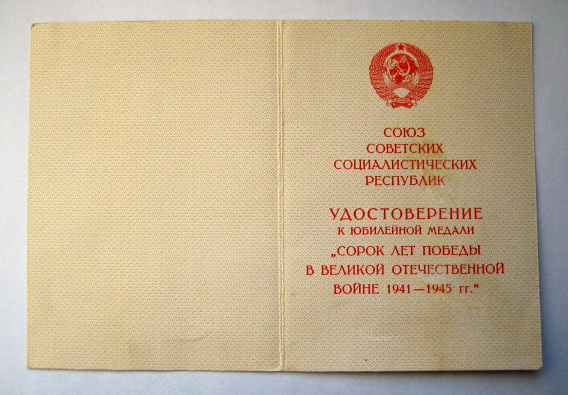 СОЮЗ
СОВЕТСКИХ
СОЦИАЛИСТИЧЕСКИХ
РЕСПУБЛИК
УДОСТОВЕРЕНИЕ
К ЮБИЛЕЙНОЙ МЕДАЛИ
„СОРОК ЛЕТ ПОБЕДЫ
В ВЕЛИКОЙ ОТЕЧЕСТВЕННОЙ
ВОЙНЕ 1941—1945 гг.“